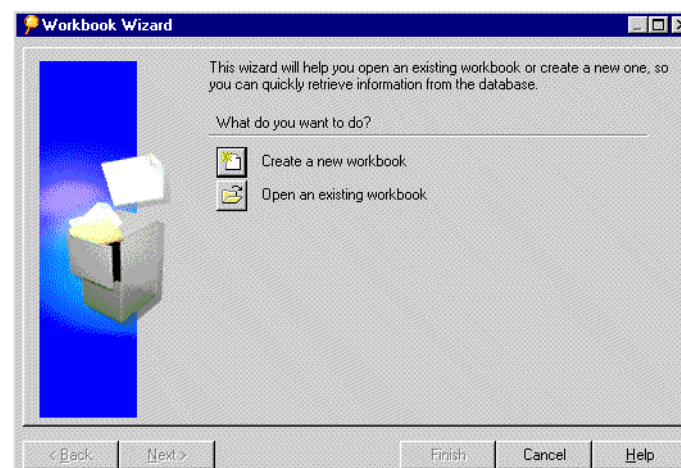 Workbook Wizard
This wizard will help you open an existing workbook or create a new one, so
you can quickly retrieve information from the database.
What do you want to do?
Create a new workbook
Open an existing workbook
< Back
Next >
Finish
Cancel
Help